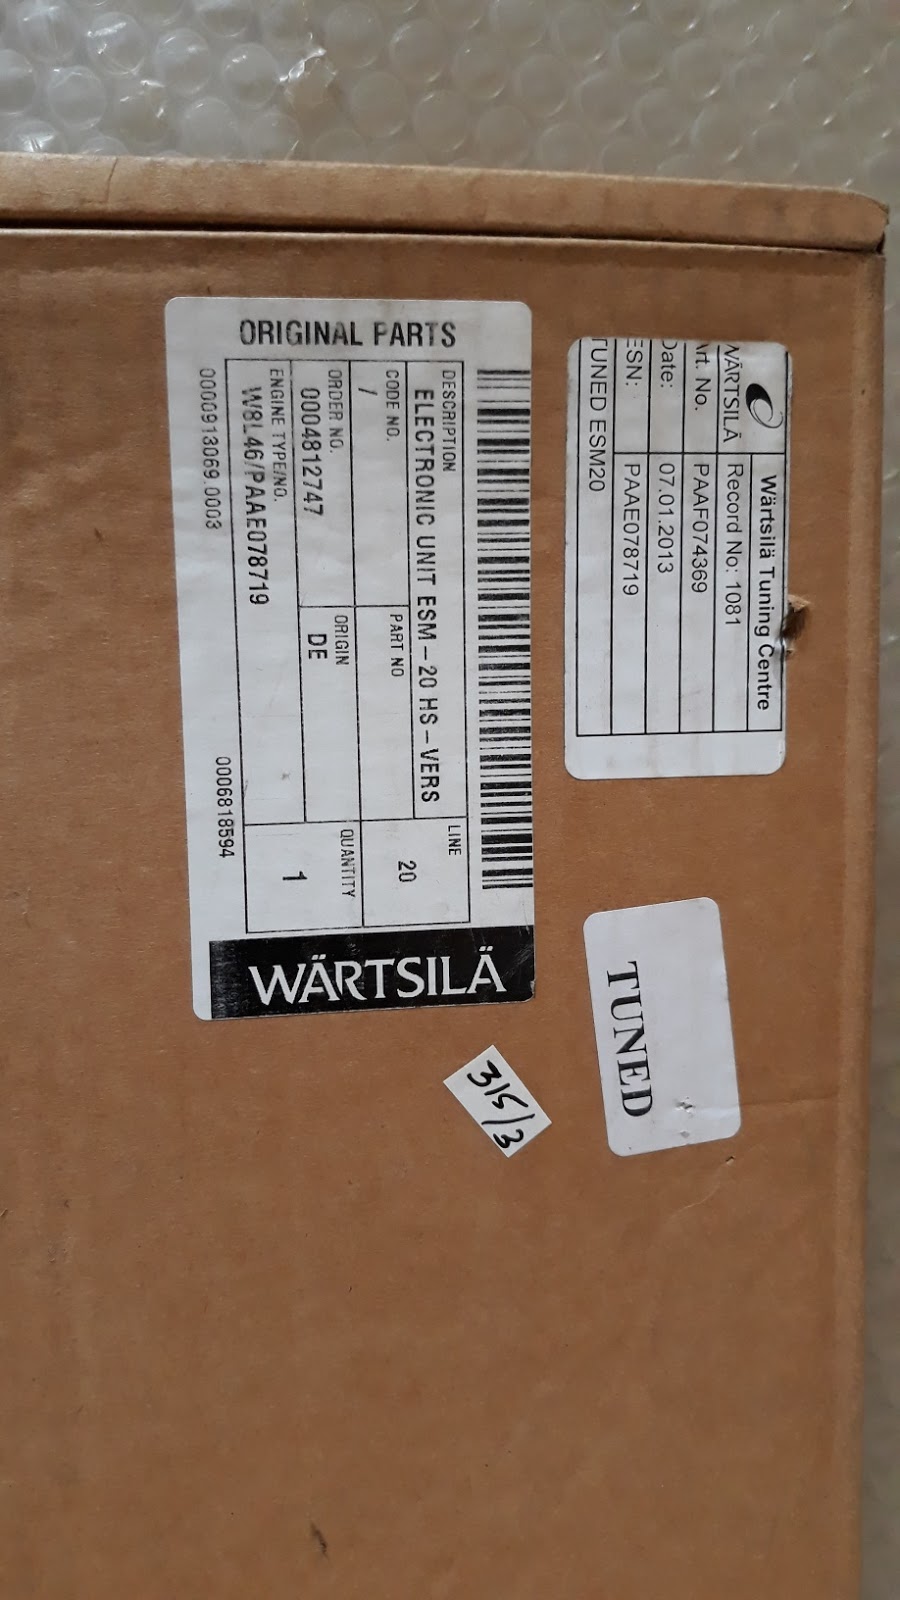 ORIGINAL PARTS
DESCRIPTION
ELECTRONIC UNIT ESM-20 HS-VERS
LINE
20
CODE NO.
/
PART NO
ORDER NO.
0004812747
ORIGIN
DE
QUANTITY
1
ENGINE TYPE/NO.
W8L46/PAAE078719
0000913069.0003
0006818594
WÄRTSILÄ
WÄRTSILÄ
Wärtsilä Tuning Centre
Record No: 1081
Art. No.
PAAF074369
Date:
07.01.2013
ESN:
PAAE078719
TUNED ESM20
TUNED
315/3